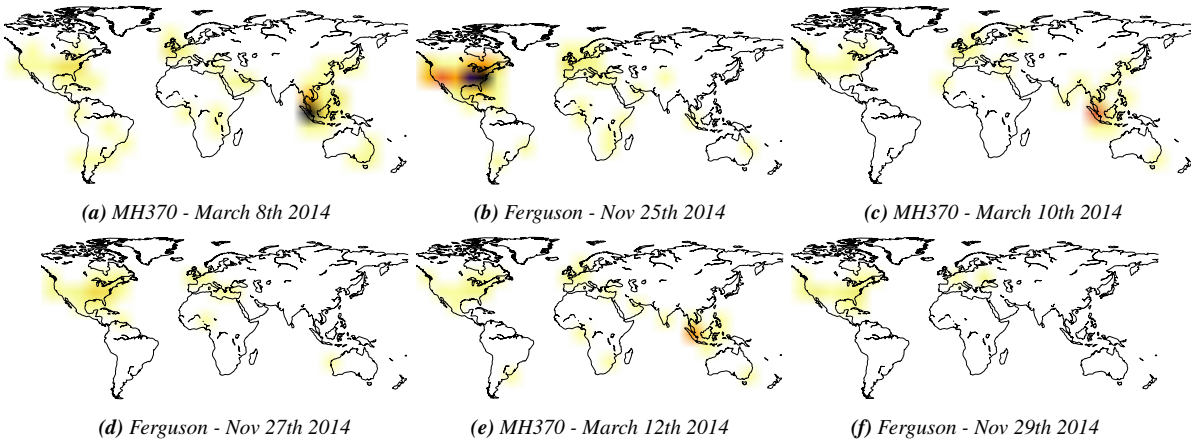 (a) MH370 - March 8th 2014
(b) Ferguson - Nov 25th 2014
(c) MH370 - March 10th 2014
(d) Ferguson - Nov 27th 2014
(e) MH370 - March 12th 2014
(f) Ferguson - Nov 29th 2014